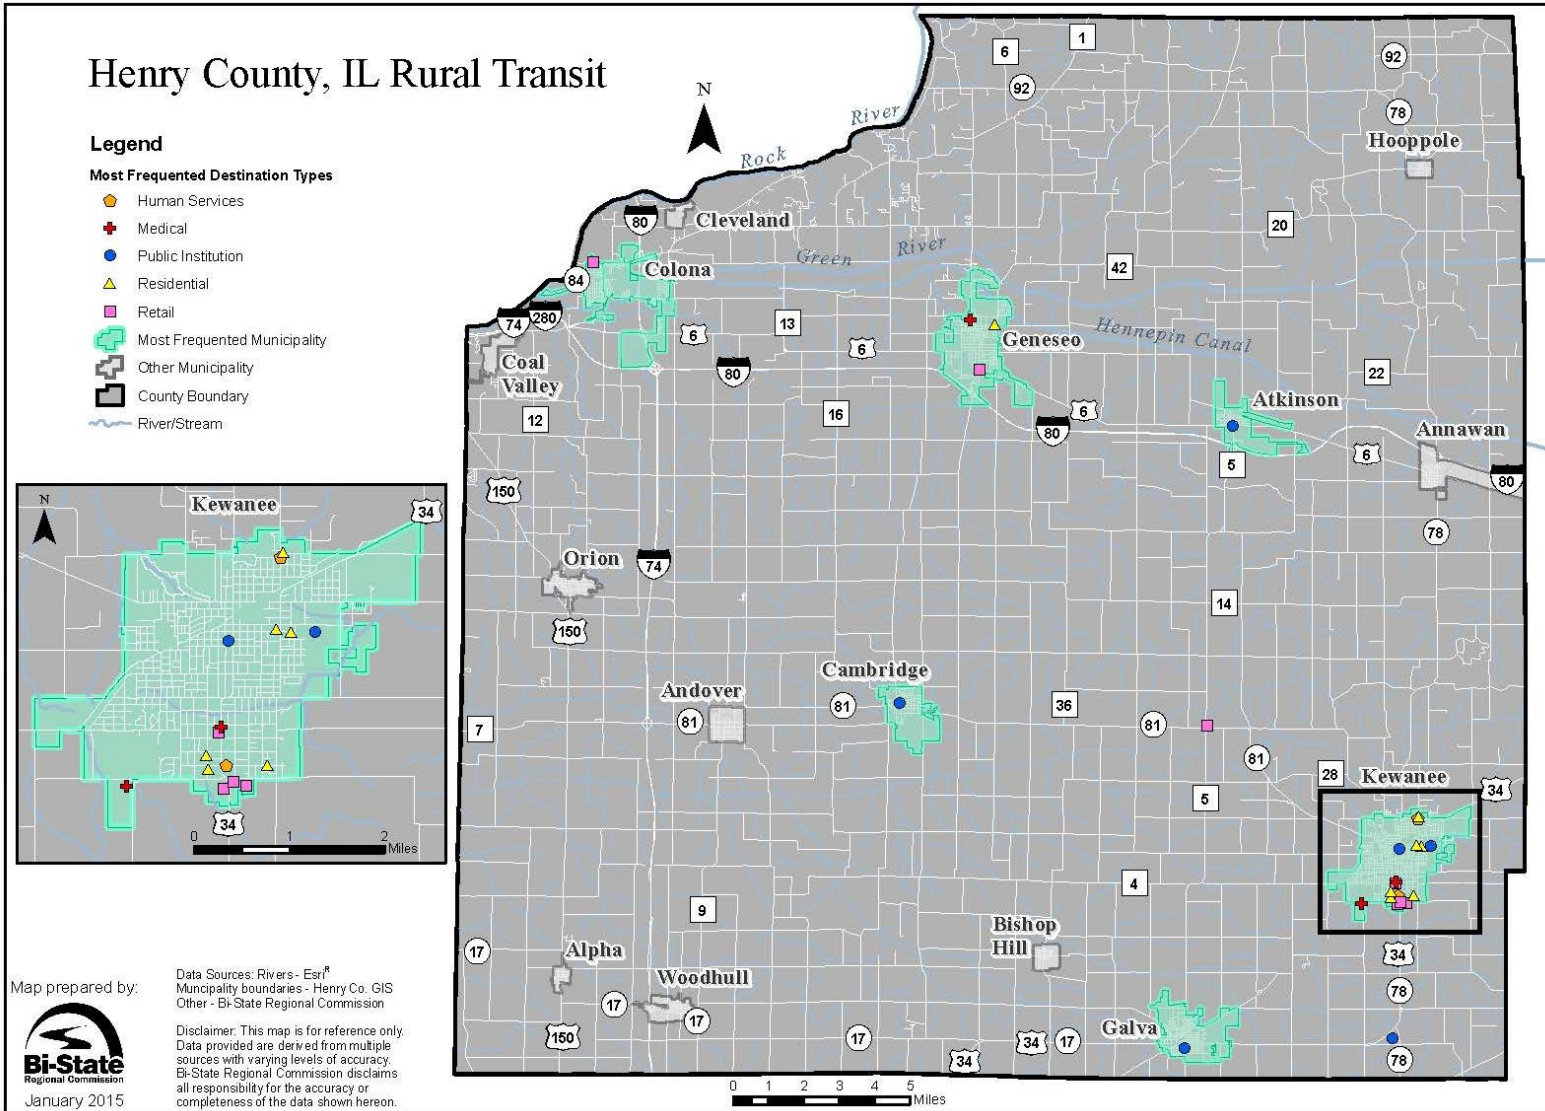 Henry County, IL Rural Transit
Legend
Most Frequented Destination Types
Human Services
Medical
Public Institution
Residential
Retail
Most Frequented Municipality
Other Municipality
County Boundary
River/Stream
N
Kewanee
34
34
0 1 2
Miles
Map prepared by:
Bi-State
Regional Commission
January 2015
Data Sources: Rivers - Esri R
Muncipality boundaries - Henry Co. GIS
Other - Bi-State Regional Commission
Disclaimer: This map is for reference only.
Data provided are derived from multiple
sources with varying levels of accuracy.
Bi-State Regional Commission disclaims
all responsibility for the accuracy or
completeness of the data shown hereon.
N
1
6
92
92
78
Hooppole
River
Rock
80
Cleveland
20
Green River
42
84
Colona
74
280
13
6
6
Geneseo
Hennepin Canal
Coal
Valley
80
22
12
16
6
80
Atkinson
Annawan
5
6
80
150
78
Orion
74
14
150
Cambridge
Andover
81
81
36
81
7
81
28
Kewanee
34
5
4
9
Bishop
Hill
17
34
Alpha
Woodhull
78
17
17
Galva
150
17
34
34
17
78
0 1 2 3 4 5
Miles